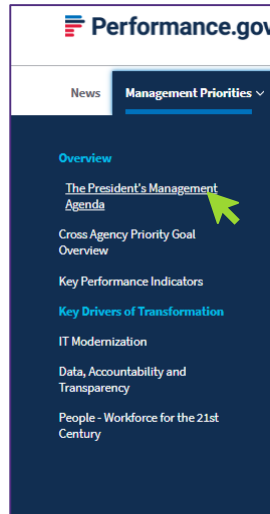 Performance.gov
News
Management Priorities
Overview
The President's Management
Agenda
Cross Agency Priority Goal
Overview
Key Performance Indicators
Key Drivers of Transformation
IT Modernization
Data, Accountability and
Transparency
People - Workforce for the 21st
Century